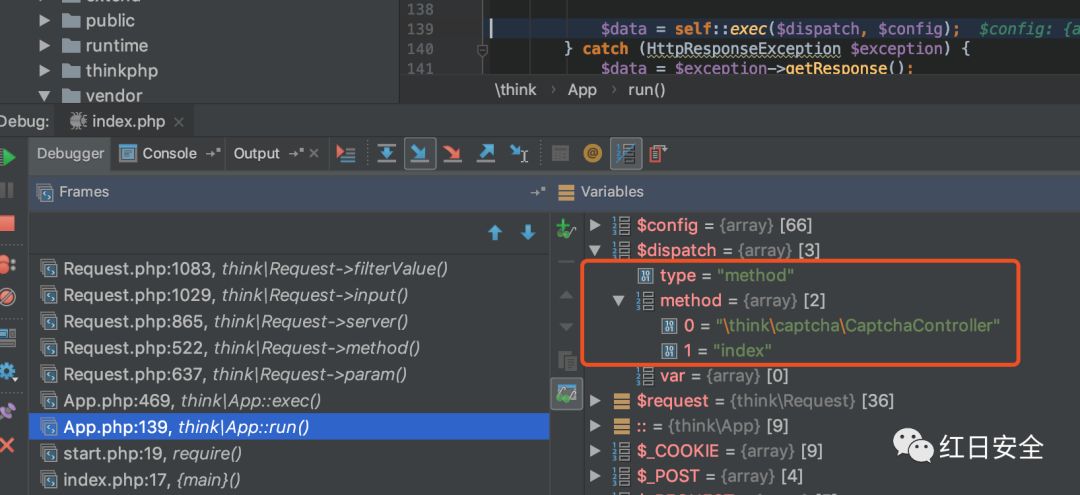 public
runtime
thinkphp
vendor
138
139 $data = self::exec($dispatch, $config); $config: {a
140 } catch (HttpResponseException $exception) {
141 $data = $exception->getResponse();
\think › App › run()
Debug: index.php ×
Debugger Console Output
Frames
Variables
Request.php:1083, think|Request->filterValue()
Request.php:1029, think|Request->input()
Request.php:865, think|Request->server()
Request.php:522, think|Request->method()
Request.php:637, think|Request->param()
App.php:469, think|App::exec()
App.php:139, think|App::run()
start.php:19, require()
index.php:17, {main}()
$config = {array} [66]
$dispatch = {array} [3]
type = "method"
method = {array} [2]
0 = "\think\captcha\CaptchaController"
1 = "index"
var = {array} [0]
$request = {think\Request} [36]
:: = {think\App} [9]
$_COOKIE = {array} [9]
$_POST = {array} [4]
红日安全